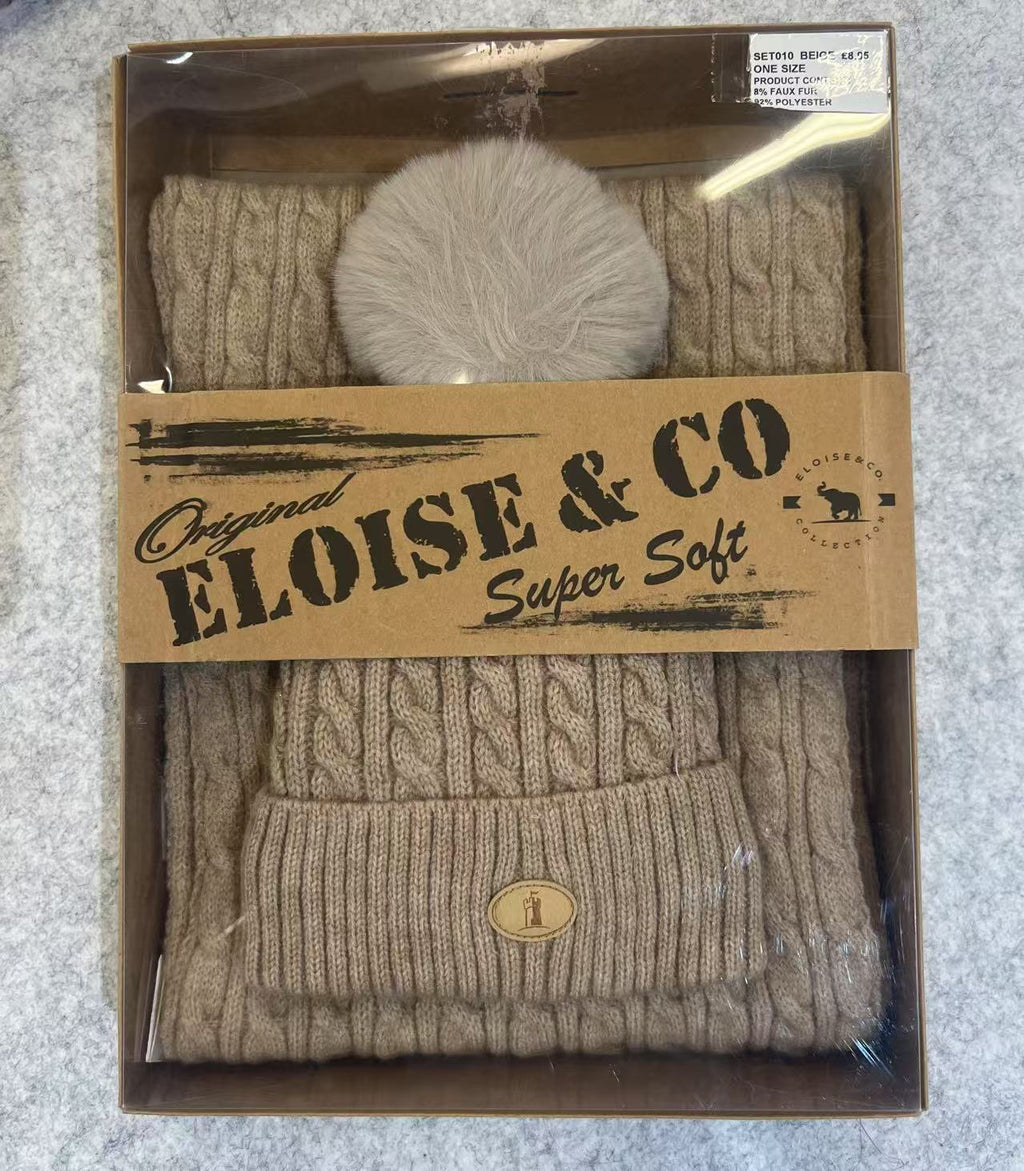 SET010 BEIGE £8.95
ONE SIZE
PRODUCT
8% FAUX FUR
92% POLYESTER
Original
ELOISE & CO
Super Soft
ELOISE & CO.
COLLECTION